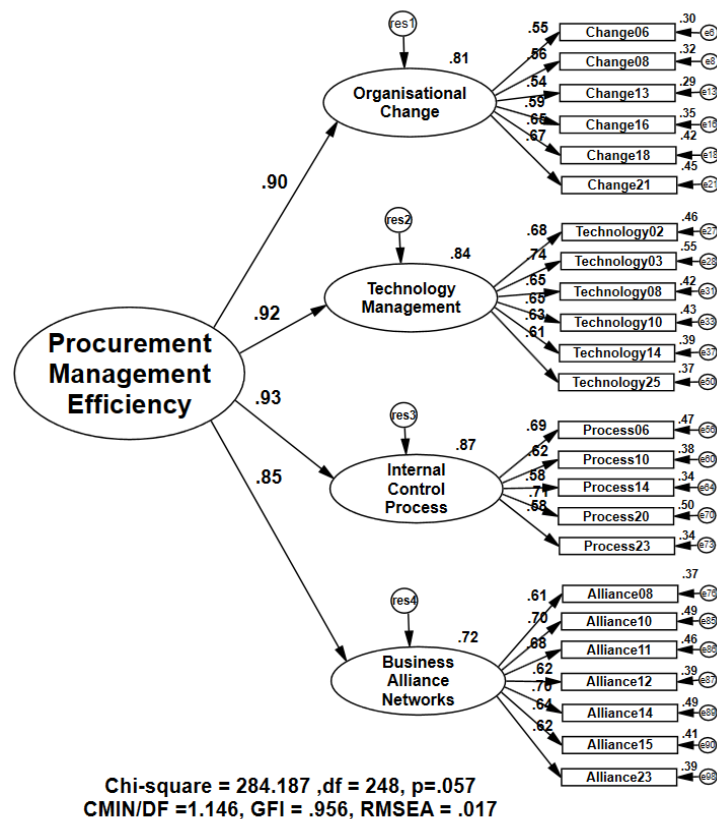 res1
.81
Organisational
Change
.55
.56
.54
.59
.65
.67
Change06
.30
e6
Change08
.32
e8
Change13
.29
e13
Change16
.35
e16
Change18
.42
e18
Change21
.45
e21
.90
res2
.84
Technology
Management
.68
.74
.65
.65
.63
.61
Technology02
.46
e27
Technology03
.55
e28
Technology08
.42
e31
Technology10
.43
e33
Technology14
.39
e37
Technology25
.37
e50
.92
Procurement
Management
Efficiency
.93
res3
.87
Internal
Control
Process
.69
.62
.58
.71
.58
Process06
.47
e56
Process10
.38
e60
Process14
.34
e64
Process20
.50
e70
Process23
.34
e73
.85
res4
.72
Business
Alliance
Networks
.61
.70
.68
.62
.70
.64
.62
Alliance08
.37
e76
Alliance10
.49
e85
Alliance11
.46
e86
Alliance12
.39
e87
Alliance14
.49
e89
Alliance15
.41
e90
Alliance23
.39
e98
Chi-square = 284.187 ,df = 248, p=.057
CMIN/DF =1.146, GFI = .956, RMSEA = .017